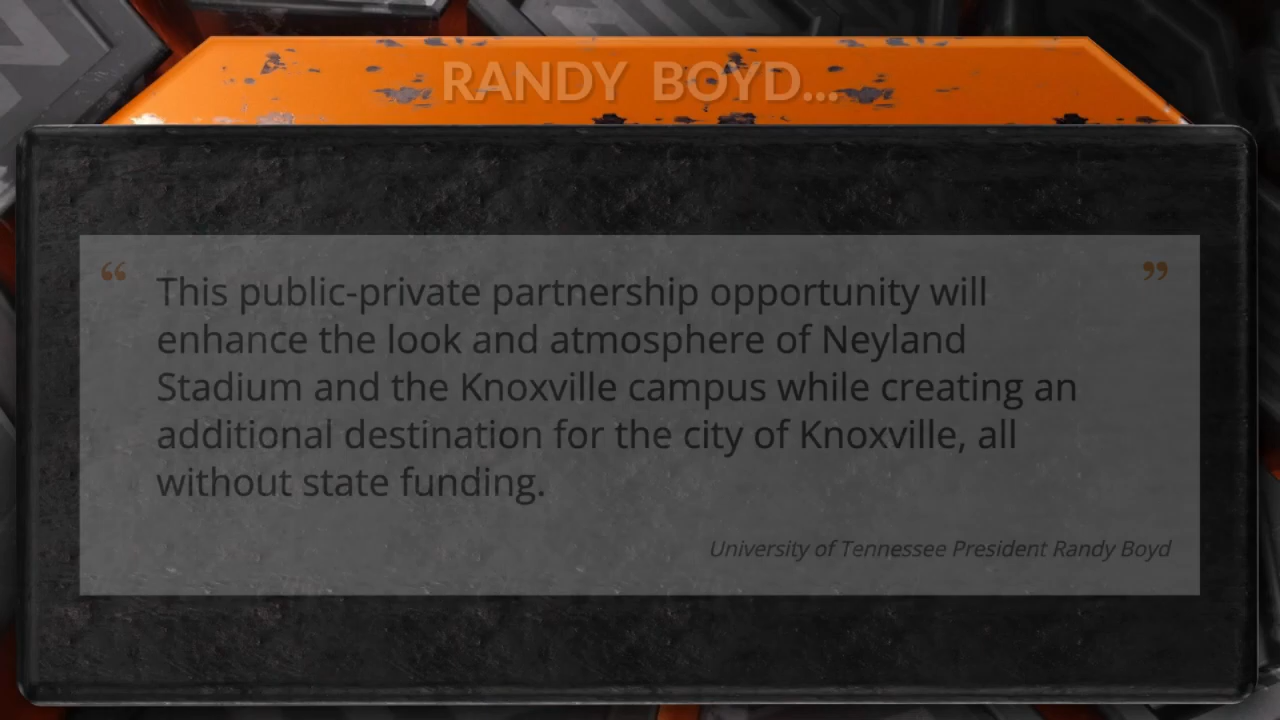 RANDY BOYD...
“ This public-private partnership opportunity will ”
enhance the look and atmosphere of Neyland
Stadium and the Knoxville campus while creating an
additional destination for the city of Knoxville, all
without state funding.
University of Tennessee President Randy Boyd